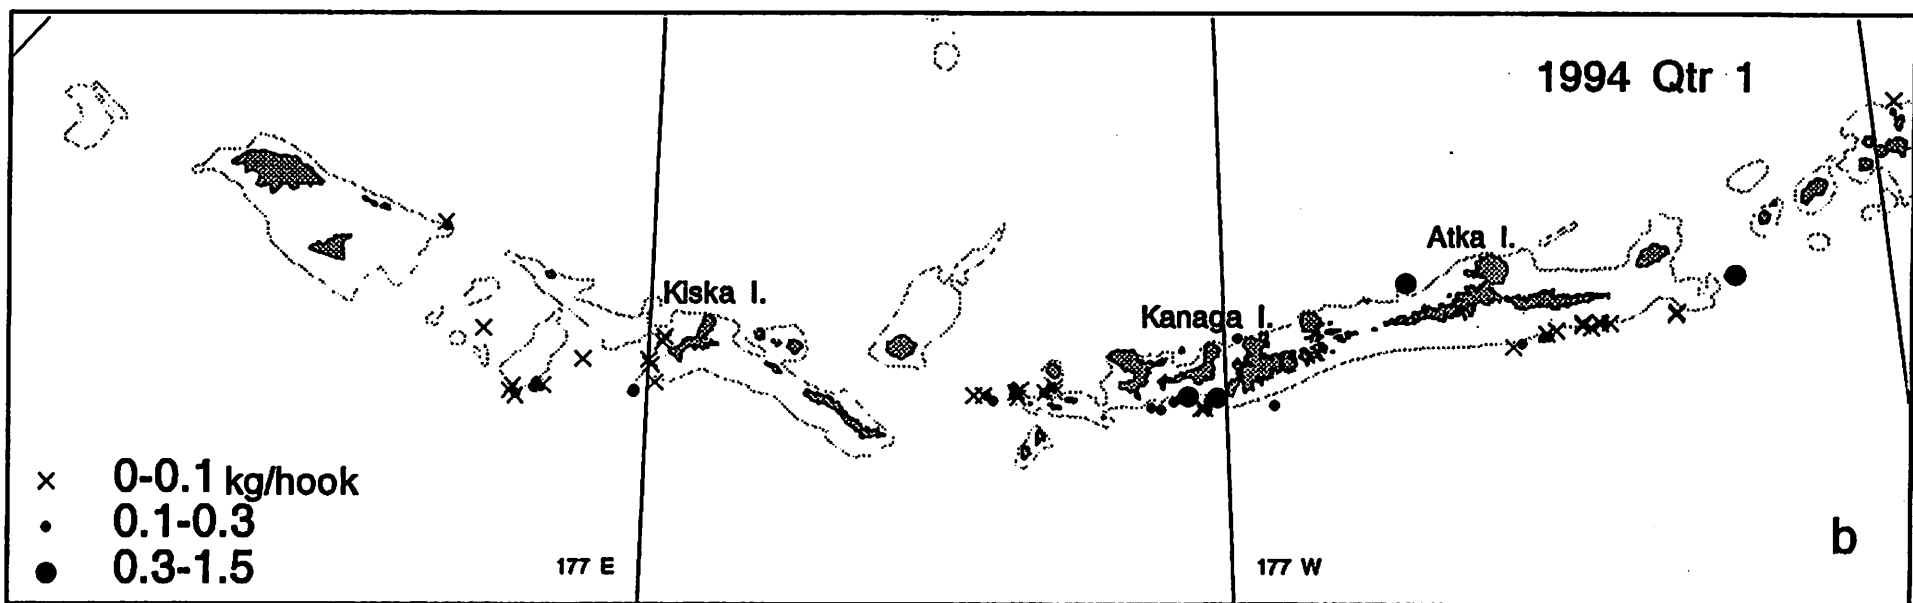 1994 Qtr 1
Atka I.
Kiska I.
Kanaga I.
0-0.1 kg/hook
0.1-0.3
0.3-1.5
177 E
177 W
b